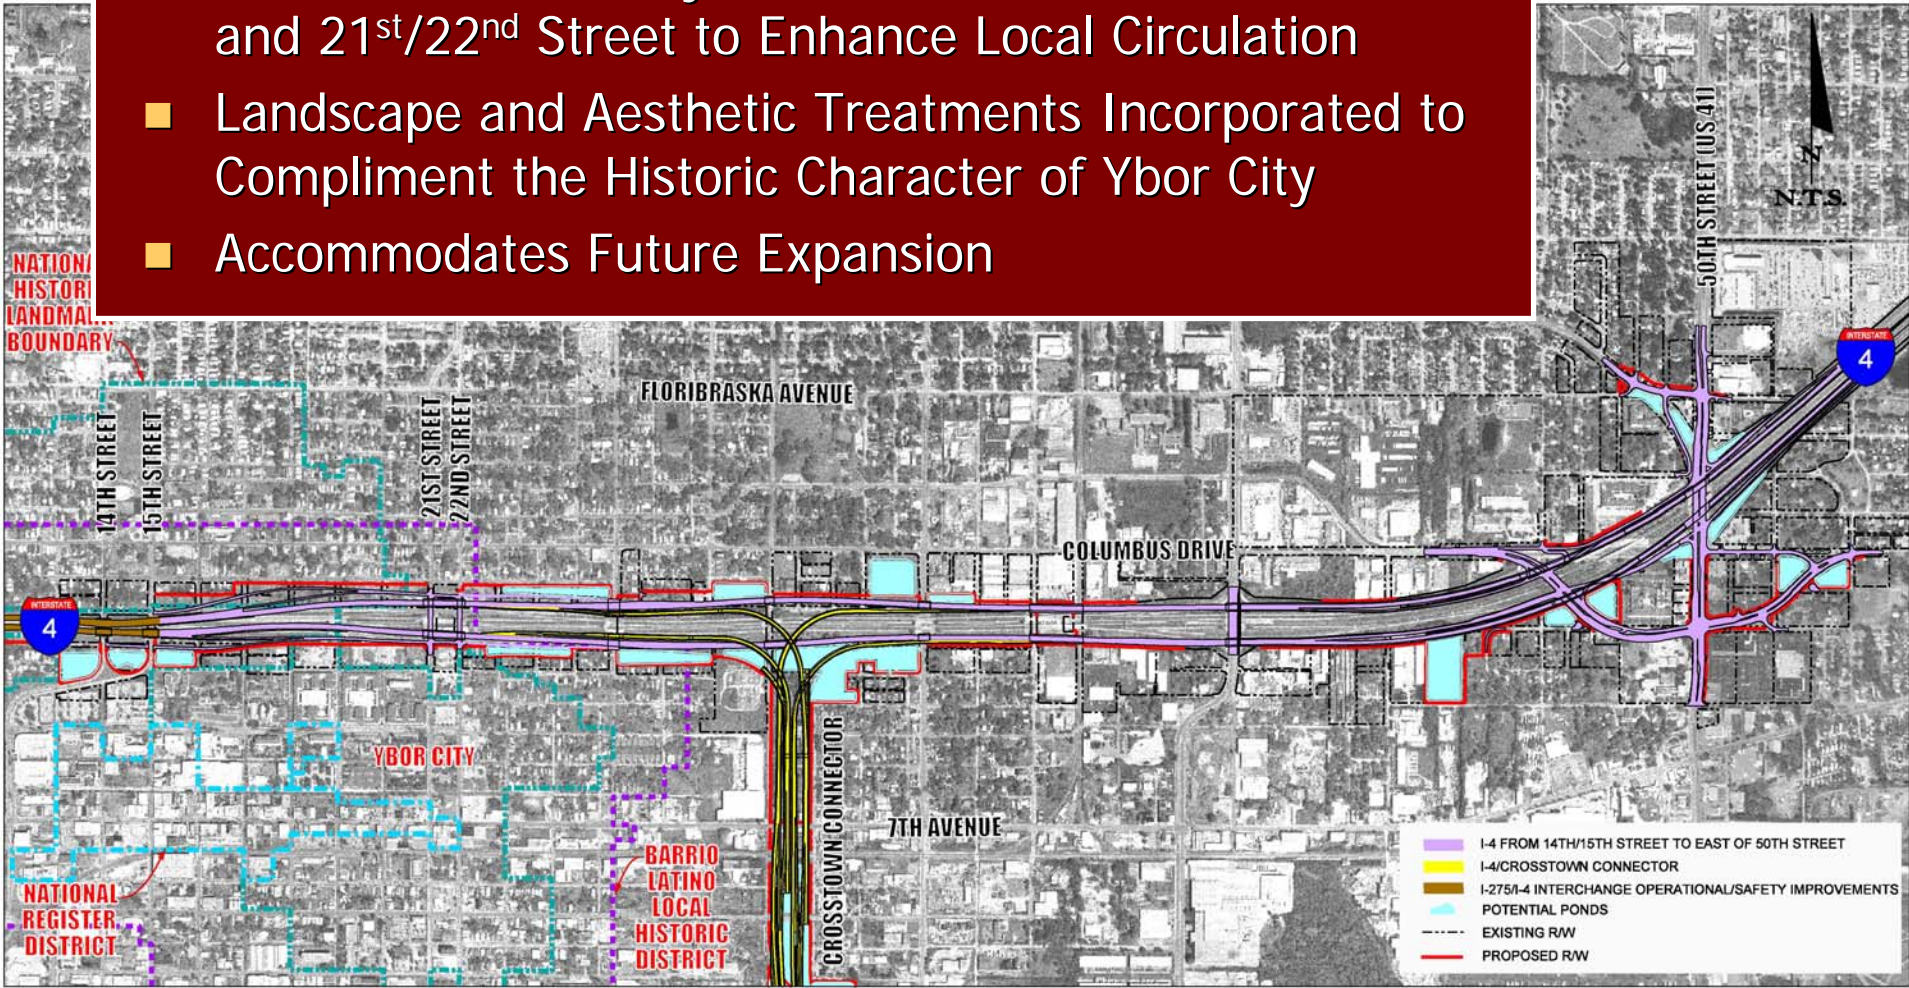 and 21st/22nd Street to Enhance Local Circulation
■ Landscape and Aesthetic Treatments Incorporated to
Compliment the Historic Character of Ybor City
■ Accommodates Future Expansion
50TH STREET (US 41)
N
N.T.S.
NATIONA
HISTORI
LANDMA
BOUNDARY
INTERSTATE
4
FLORIBRASKA AVENUE
14TH STREET
15TH STREET
21ST STREET
22ND STREET
COLUMBUS DRIVE
INTERSTATE
4
YBOR CITY
CROSSTOWN CONNECTOR
7TH AVENUE
BARRIO
LATINO
LOCAL
HISTORIC
DISTRICT
NATIONAL
REGISTER
DISTRICT
I-4 FROM 14TH/15TH STREET TO EAST OF 50TH STREET
I-4/CROSSTOWN CONNECTOR
I-275/I-4 INTERCHANGE OPERATIONAL/SAFETY IMPROVEMENTS
POTENTIAL PONDS
EXISTING R/W
PROPOSED R/W